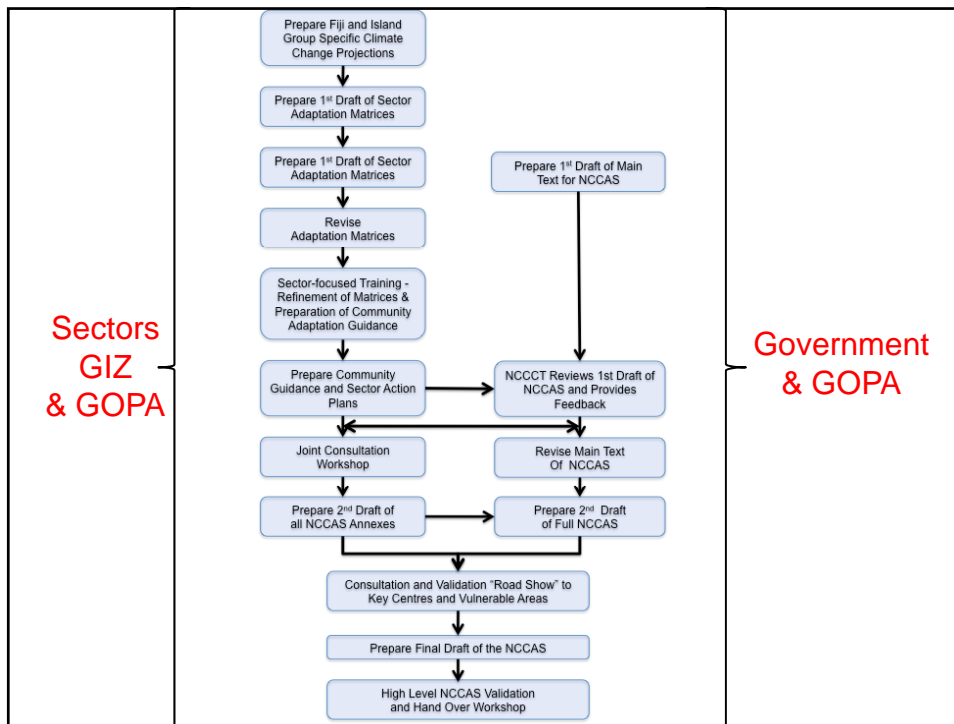 Prepare Fiji and Island
Group Specific Climate
Change Projections
Prepare 1st Draft of Sector
Adaptation Matrices
Prepare 1st Draft of Sector
Adaptation Matrices
Prepare 1st Draft of Main
Text for NCCAS
Revise
Adaptation Matrices
Sector-focused Training -
Refinement of Matrices &
Preparation of Community
Adaptation Guidance
Sectors
GIZ
& GOPA
Government
& GOPA
Prepare Community
Guidance and Sector Action
Plans
NCCCT Reviews 1st Draft of
NCCAS and Provides
Feedback
Joint Consultation
Workshop
Revise Main Text
Of NCCAS
Prepare 2nd Draft of
all NCCAS Annexes
Prepare 2nd Draft
of Full NCCAS
Consultation and Validation “Road Show” to
Key Centres and Vulnerable Areas
Prepare Final Draft of the NCCAS
High Level NCCAS Validation
and Hand Over Workshop